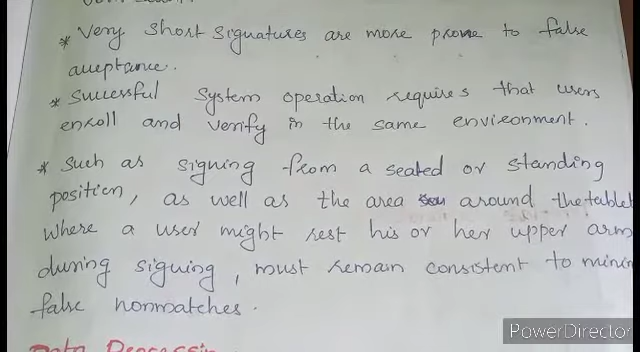 * Very short signatures are more prone to false
acceptance.
* Successful system operation requires that users
enroll and verify in the same environment.
* Such as signing from a seated or standing
position, as well as the area around the tablet
where a user might rest his or her upper arm
during signing, must remain consistent to minim
false nonmatches.
PowerDirector